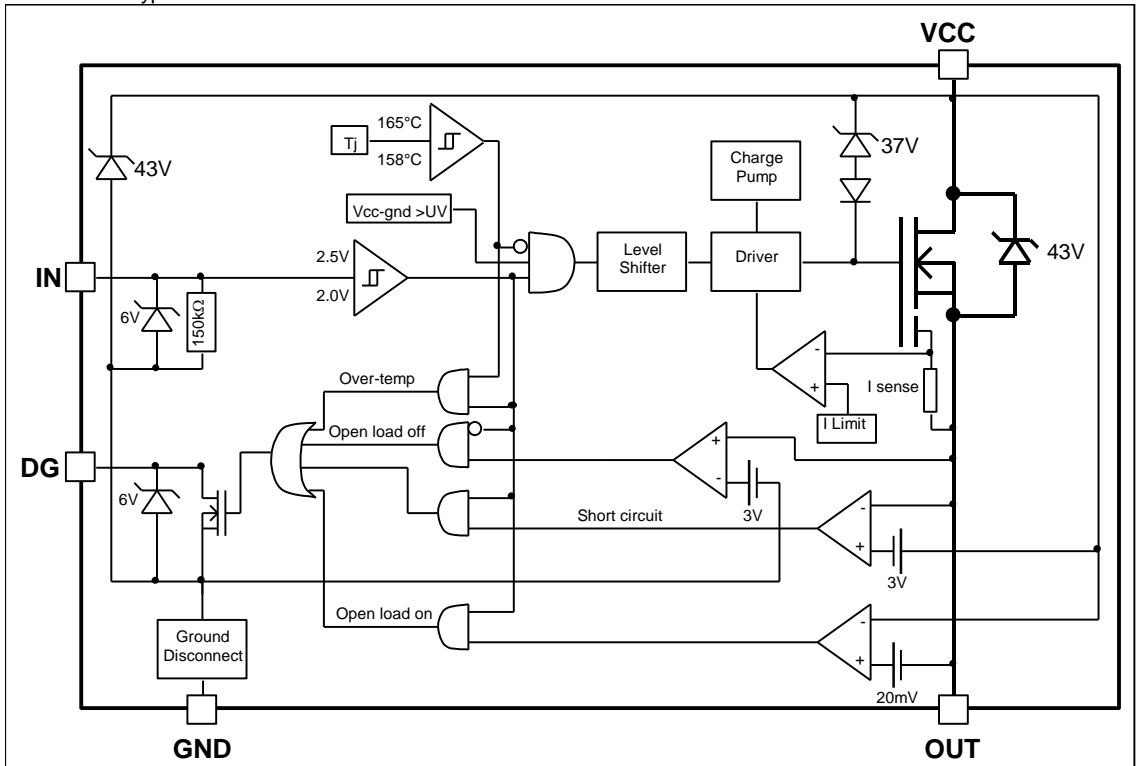 VCC
165°C
Tj
158°C
43V
37V
Charge
Pump
Vcc-gnd >UV
Level
Shifter
Driver
43V
2.5V
IN
2.0V
6V
150kΩ
-
+
I sense
I Limit
Over-temp
Open load off
+
-
3V
DG
6V
Short circuit
-
+
3V
Open load on
-
+
20mV
Ground
Disconnect
GND
OUT